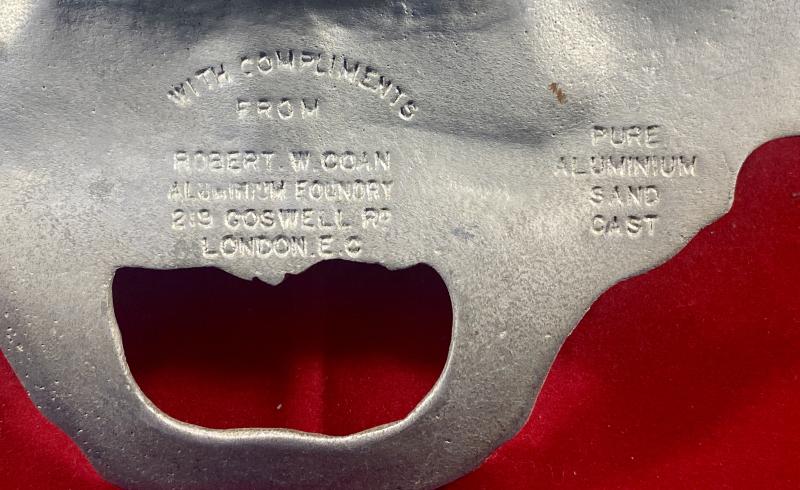 WITH COMPLIMENTS
FROM
ROBERT. W. COAN
ALUMINIUM FOUNDRY
219 GOSWELL RD
LONDON. E. C
PURE
ALUMINIUM
SAND
CAST